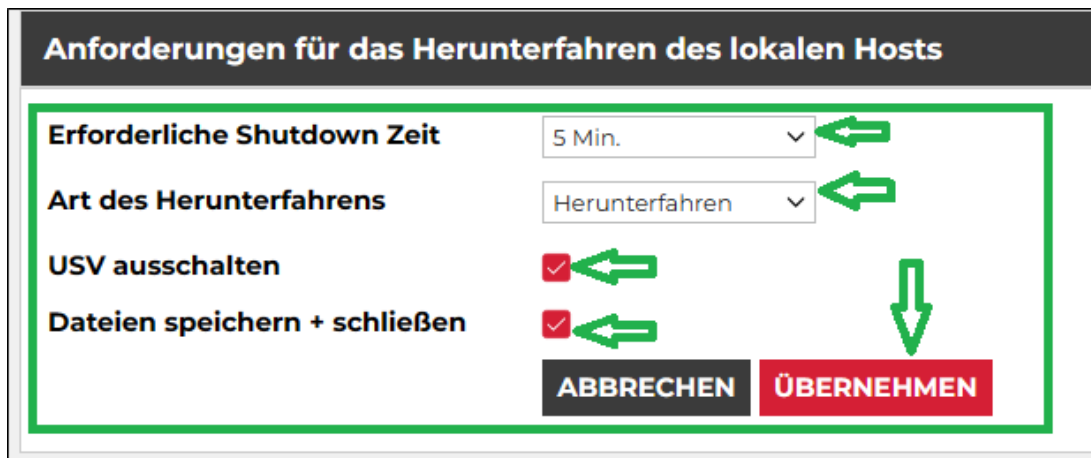 Anforderungen für das Herunterfahren des lokalen Hosts
Erforderliche Shutdown Zeit 5 Min.
Art des Herunterfahrens Herunterfahren
USV ausschalten
Dateien speichern + schließen
ABBRECHEN ÜBERNEHMEN